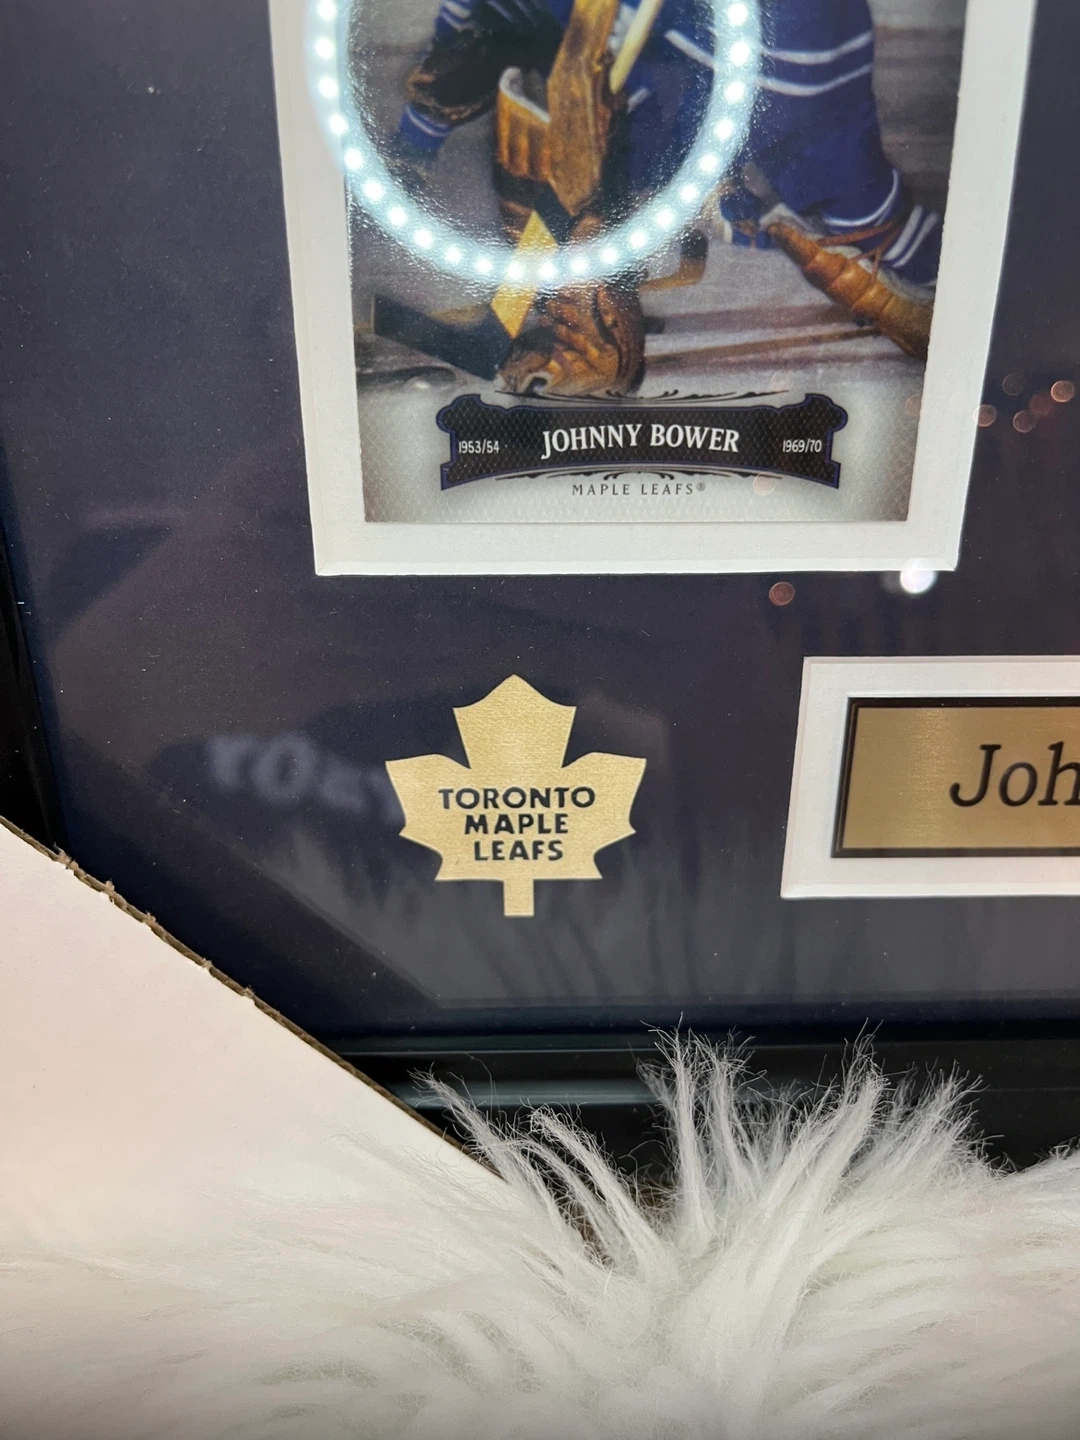 1953/54 JOHNNY BOWER 1969/70
MAPLE LEAFS®
TORONTO
MAPLE
LEAFS
Joh